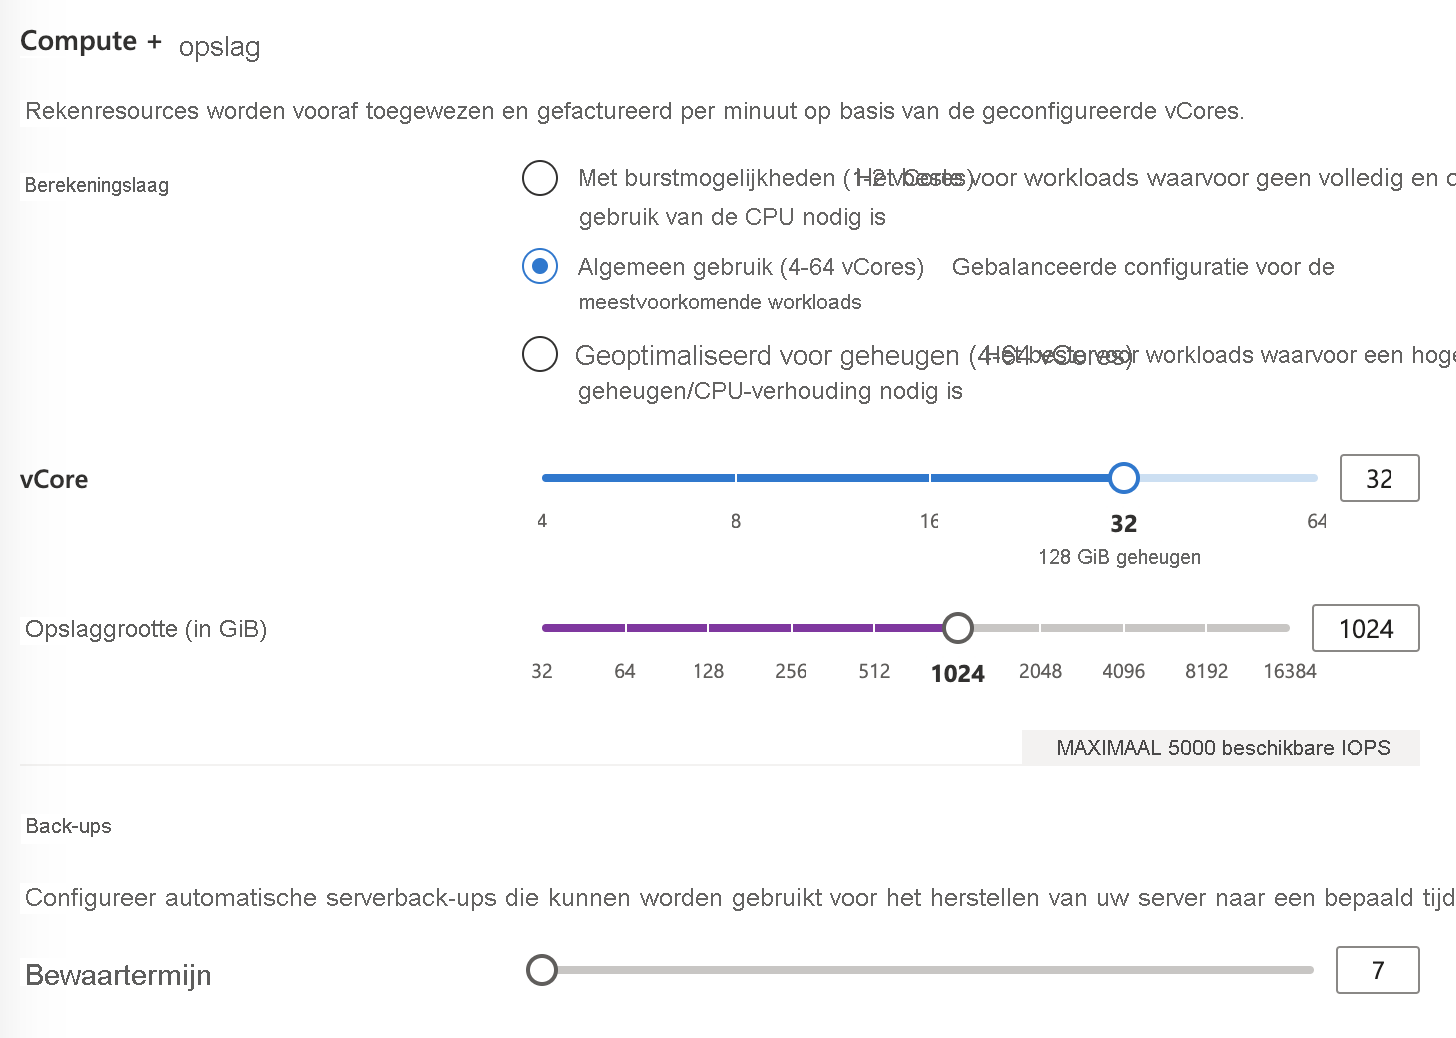 Compute + opslag
Rekenresources worden vooraf toegewezen en gefactureerd per minuut op basis van de geconfigureerde vCores.
Berekeningslaag
Met burstmogelijkheden (1-2 vCores) Het beste voor workloads waarvoor geen volledig en
gebruik van de CPU nodig is
Algemeen gebruik (4-64 vCores) Gebalanceerde configuratie voor de
meestvoorkomende workloads
Geoptimaliseerd voor geheugen (4-64 vCores) Het beste voor workloads waarvoor een hoge
geheugen/CPU-verhouding nodig is
vCore
32
4 8 16 32 64
128 GiB geheugen
Opslaggrootte (in GiB)
1024
32 64 128 256 512 1024 2048 4096 8192 16384
MAXIMAAL 5000 beschikbare IOPS
Back-ups
Configureer automatische serverback-ups die kunnen worden gebruikt voor het herstellen van uw server naar een bepaald tijd
Bewaartermijn
7